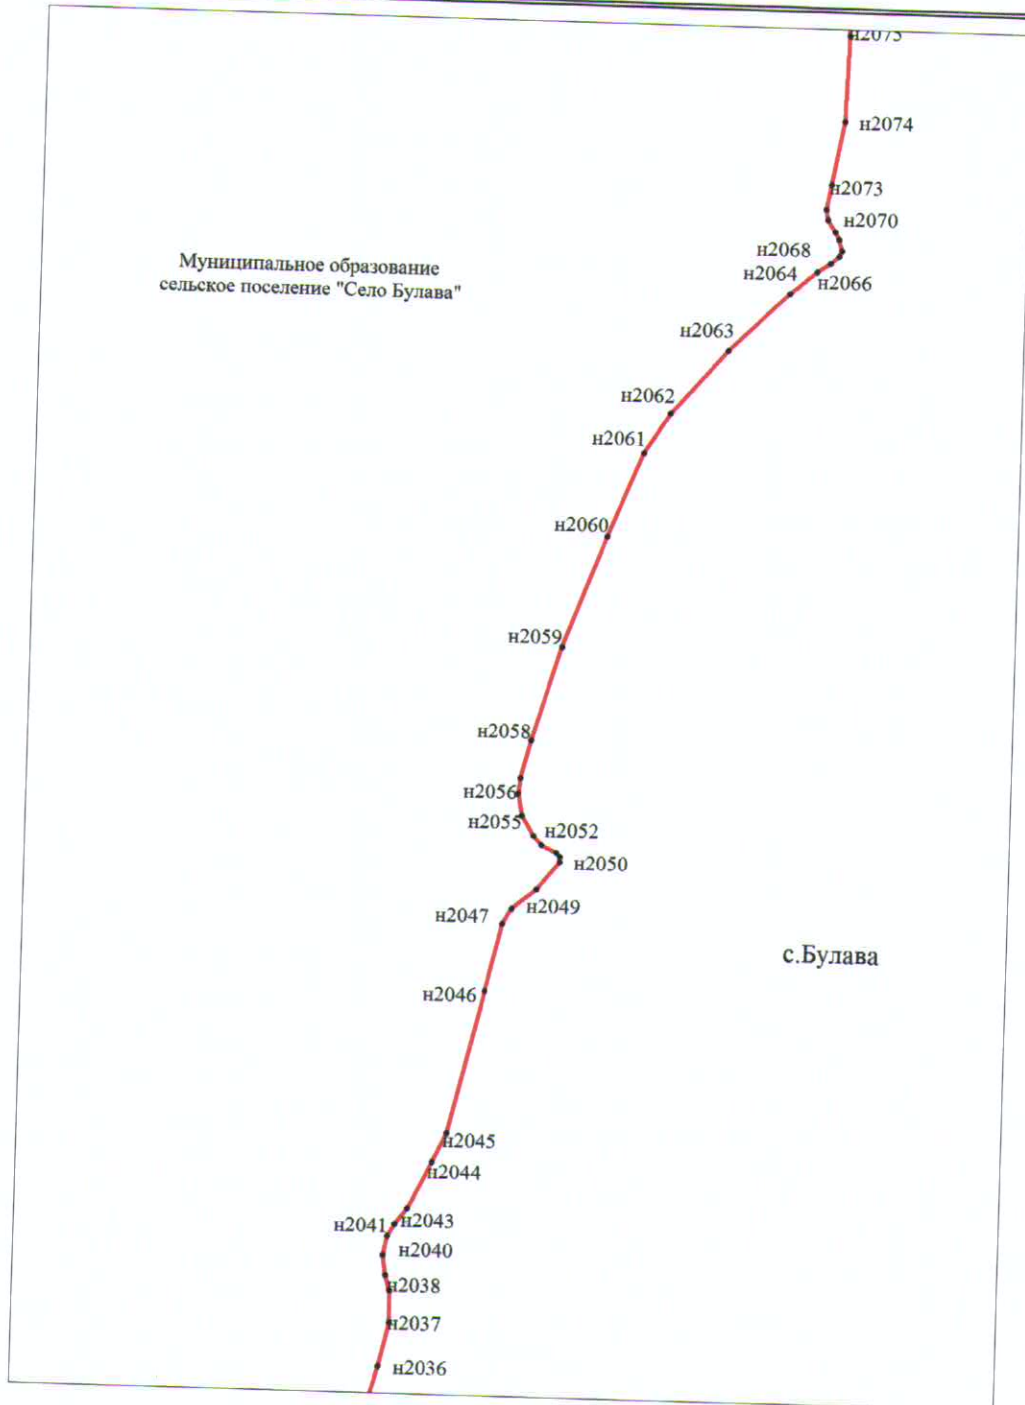 н2075
н2074
н2073
н2070
н2068
н2064
н2066
Муниципальное образование
сельское поселение "Село Булава"
н2063
н2062
н2061
н2060
н2059
н2058
н2056
н2055
н2052
н2050
н2049
н2047
с.Булава
н2046
н2045
н2044
н2043
н2041
н2040
н2038
н2037
н2036